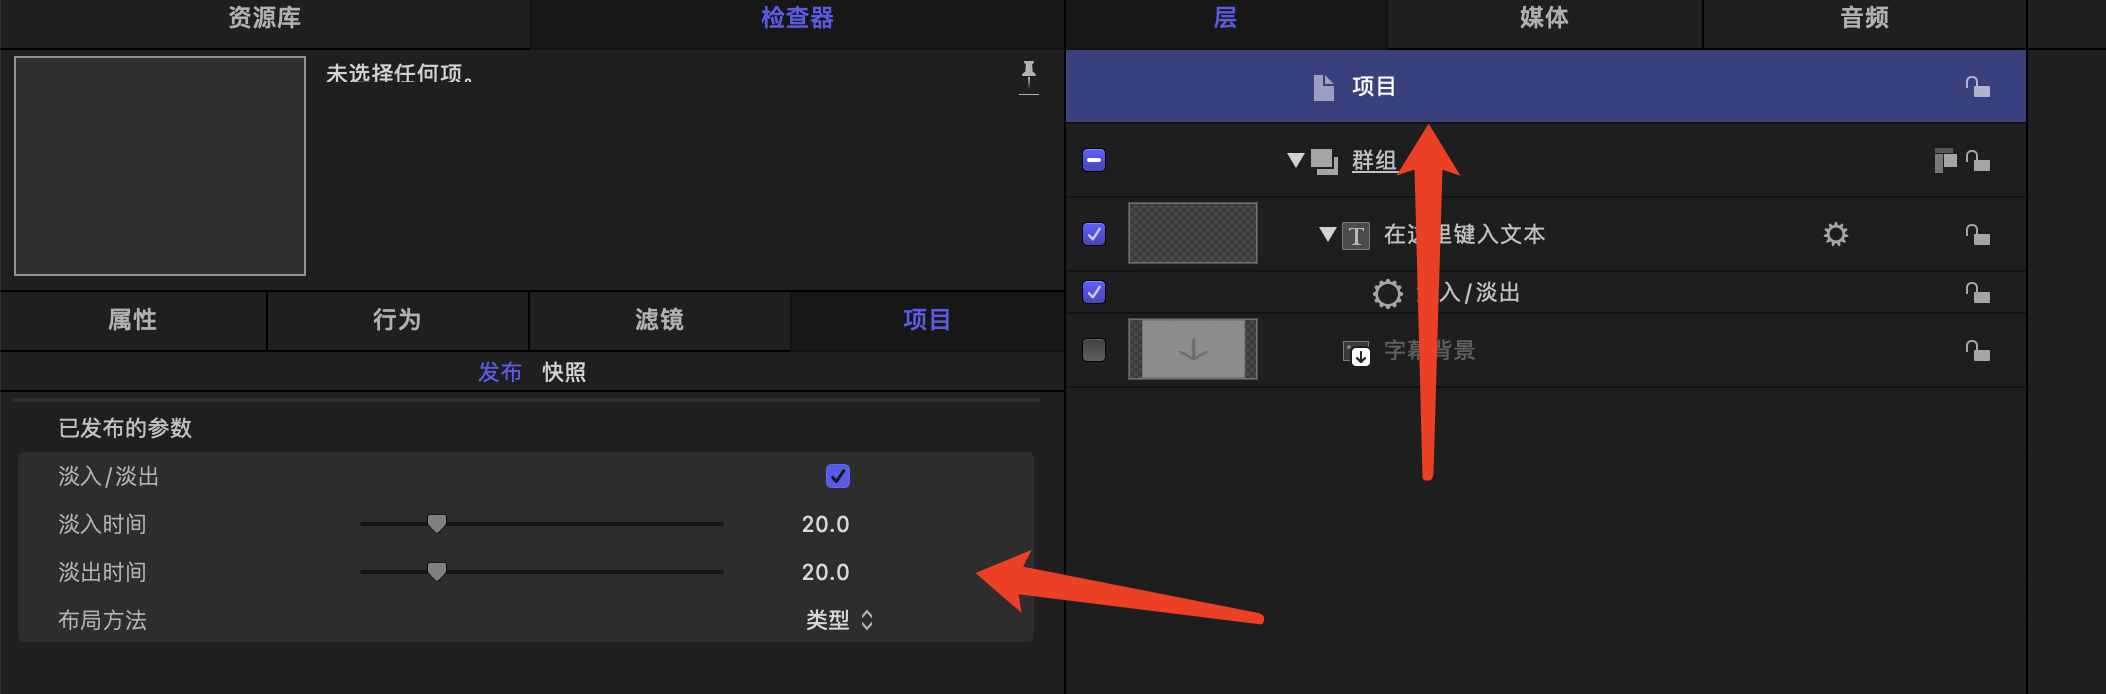 资源库
检查器
未选择任何项。
属性
行为
滤镜
项目
发布
快照
已发布的参数
淡入/淡出
淡入时间
20.0
淡出时间
20.0
布局方法
类型
层
媒体
音频
项目
群组
T
在这里键入文本
入/淡出
字幕背景